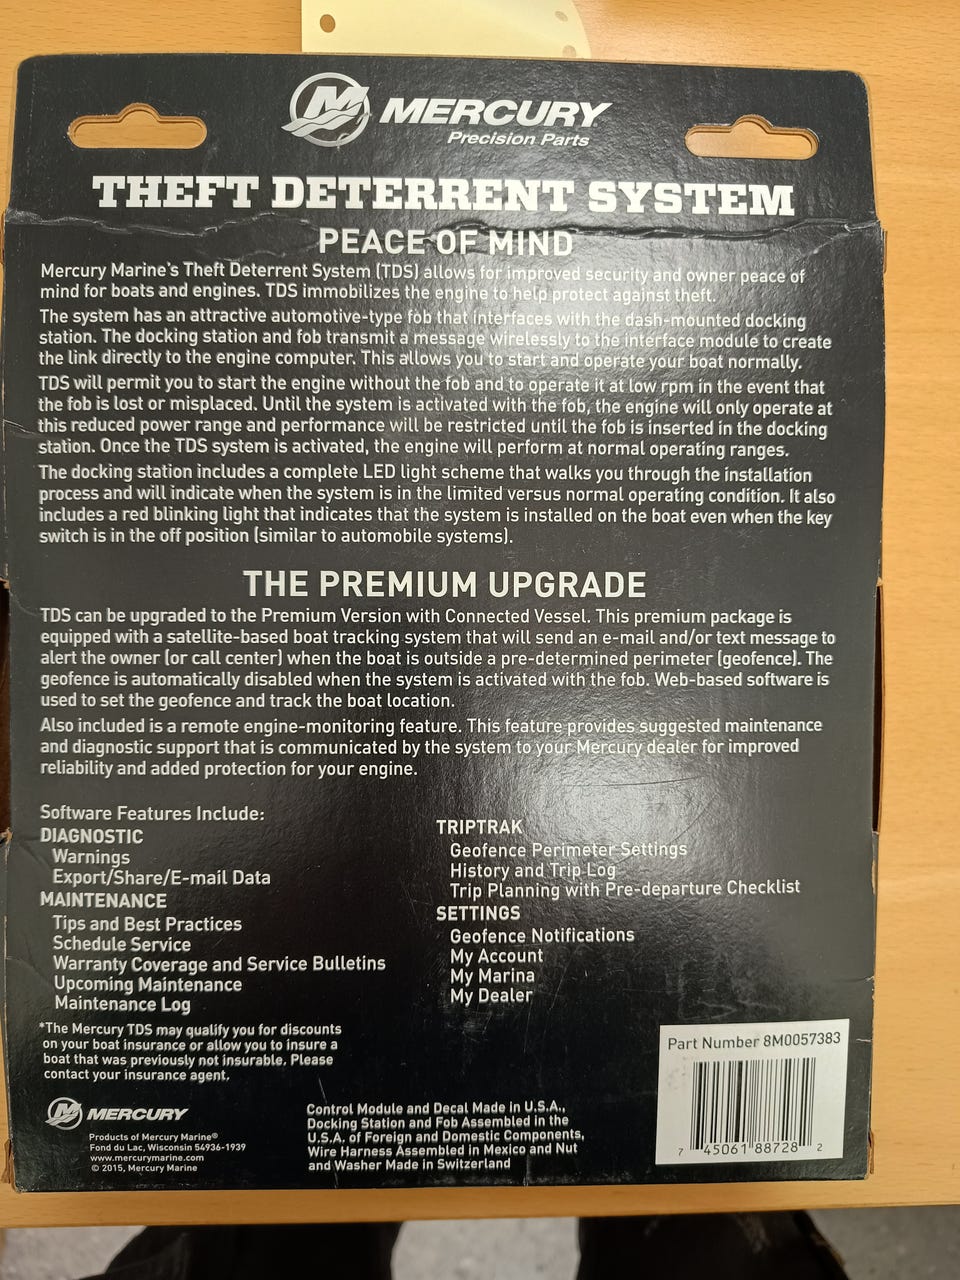 MERCURY
Precision Parts
THEFT DETERRENT SYSTEM
PEACE OF MIND
Mercury Marine's Theft Deterrent System (TDS) allows for improved security and owner peace of
mind for boats and engines. TDS immobilizes the engine to help protect against theft.
The system has an attractive automotive-type fob that interfaces with the dash-mounted docking
station. The docking station and fob transmit a message wirelessly to the interface module to create
the link directly to the engine computer. This allows you to start and operate your boat normally.
TDS will permit you to start the engine without the fob and to operate it at low rpm in the event that
the fob is lost or misplaced. Until the system is activated with the fob, the engine will only operate at
this reduced power range and performance will be restricted until the fob is inserted in the docking
station. Once the TDS system is activated, the engine will perform at normal operating ranges.
The docking station includes a complete LED light scheme that walks you through the installation
process and will indicate when the system is in the limited versus normal operating condition. It also
includes a red blinking light that indicates that the system is installed on the boat even when the key
switch is in the off position (similar to automobile systems).
THE PREMIUM UPGRADE
TDS can be upgraded to the Premium Version with Connected Vessel. This premium package is
equipped with a satellite-based boat tracking system that will send an e-mail and/or text message to
alert the owner (or call center) when the boat is outside a pre-determined perimeter (geofence). The
geofence is automatically disabled when the system is activated with the fob. Web-based software is
used to set the geofence and track the boat location.
Also included is a remote engine-monitoring feature. This feature provides suggested maintenance
and diagnostic support that is communicated by the system to your Mercury dealer for improved
reliability and added protection for your engine.
Software Features Include:
DIAGNOSTIC
Warnings
Export/Share/E-mail Data
MAINTENANCE
Tips and Best Practices
Schedule Service
Warranty Coverage and Service Bulletins
Upcoming Maintenance
Maintenance Log
TRIPTRAK
Geofence Perimeter Settings
History and Trip Log
Trip Planning with Pre-departure Checklist
SETTINGS
Geofence Notifications
My Account
My Marina
My Dealer
*The Mercury TDS may qualify you for discounts
on your boat insurance or allow you to insure a
boat that was previously not insurable. Please
contact your insurance agent.
MERCURY
Products of Mercury Marine®
Fond du Lac, Wisconsin 54936-1939
www.mercurymarine.com
© 2015, Mercury Marine
Control Module and Decal Made in U.S.A.,
Docking Station and Fob Assembled in the
U.S.A. of Foreign and Domestic Components,
Wire Harness Assembled in Mexico and Nut
and Washer Made in Switzerland
Part Number 8M0057383
7 45061 88728 2